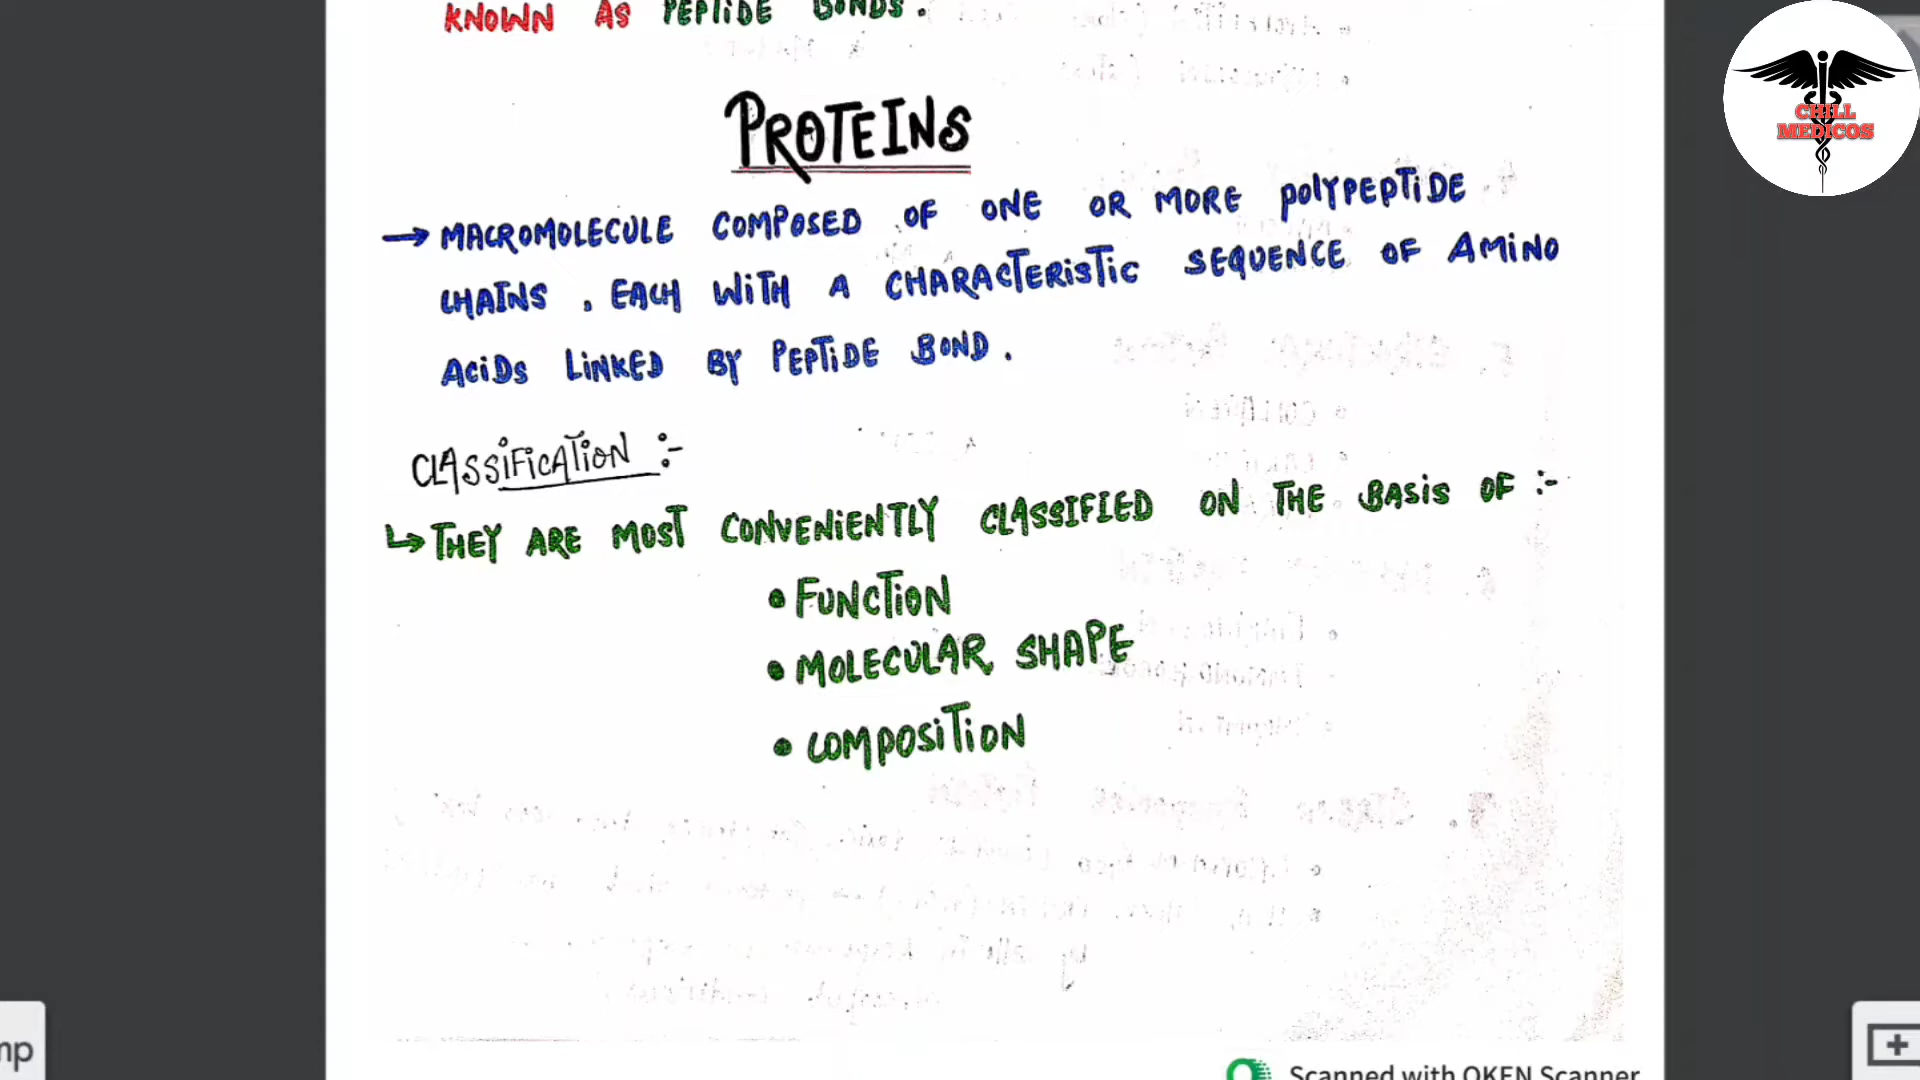 KNOWN AS PEPTIDE BONDS.
PROTEINS
→ MACROMOLECULE COMPOSED OF ONE OR MORE POLYPEPTIDE
CHAINS, EACH WITH A CHARACTERISTIC SEQUENCE OF AMINO
ACIDS LINKED BY PEPTIDE BOND.
CLASSIFICATION :-
↳ THEY ARE MOST CONVENIENTLY CLASSIFIED ON THE BASIS OF :-
• FUNCTION
• MOLECULAR SHAPE
• COMPOSITION
CHILL
MEDICOS
mp
Scanned with OKEN Scanner